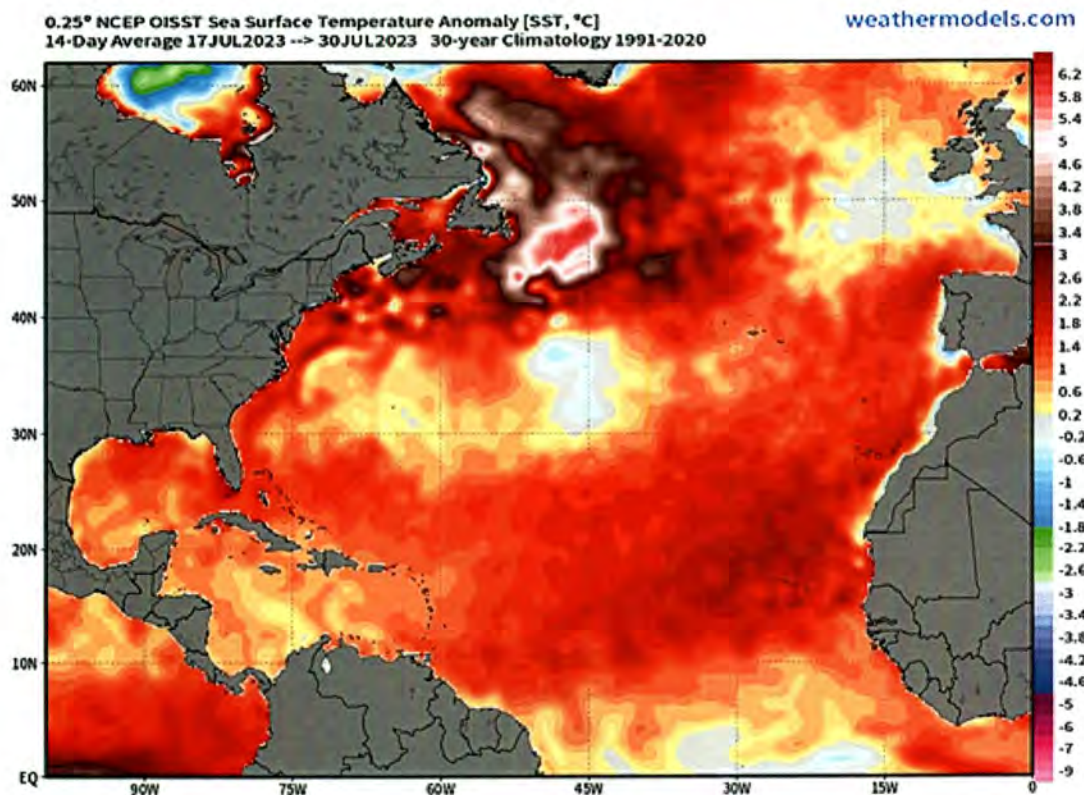 0.25° NCEP OISST Sea Surface Temperature Anomaly [SST, °C]
weathermodels.com
14-Day Average 17JUL2023 --> 30JUL2023 30-year Climatology 1991-2020
60N
50N
40N
30N
20N
10N
EQ
90W
75W
60W
45W
30W
15W
0
6.2
5.4
5
4.6
4.2
3.8
3.4
3
2.6
2.2
1.8
1.4
1
0.6
0.2
-0.2
-0.6
-1
-1.4
-1.8
-2.2
-2.6
-3
-3.4
-3.8
-4.2
-4.6
-5
-6
-7
-9